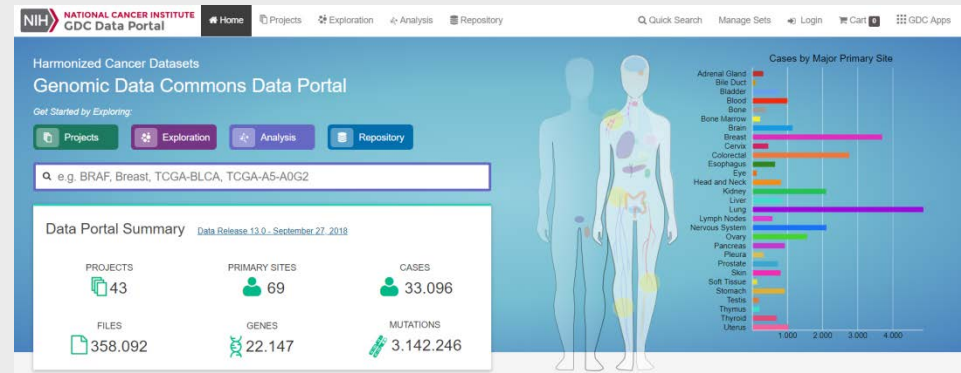 NIH NATIONAL CANCER INSTITUTE
GDC Data Portal
Home Projects Exploration Analysis Repository Quick Search Manage Sets Login Cart 0 GDC Apps
Harmonized Cancer Datasets
Genomic Data Commons Data Portal
Get Started by Exploring:
Projects Exploration Analysis Repository
e.g. BRAF, Breast, TCGA-BLCA, TCGA-A5-A0G2
Data Portal Summary Data Release 13.0 - September 27, 2018
PROJECTS PRIMARY SITES CASES
43 69 33.096
FILES GENES MUTATIONS
358.092 22.147 3.142.246
Cases by Major Primary Site
Adrenal Gland
Bile Duct
Bladder
Blood
Bone
Bone Marrow
Brain
Breast
Cervix
Colorectal
Esophagus
Eye
Head and Neck
Kidney
Liver
Lung
Lymph Nodes
Nervous System
Ovary
Pancreas
Pleura
Prostate
Skin
Soft Tissue
Stomach
Testis
Thymus
Thyroid
Uterus
1.000 2.000 3.000 4.000